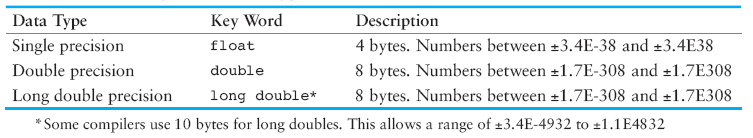 Data Type Key Word Description
Single precision float 4 bytes. Numbers between ±3.4E-38 and ±3.4E38
Double precision double 8 bytes. Numbers between ±1.7E-308 and ±1.7E308
Long double precision long double* 8 bytes. Numbers between ±1.7E-308 and ±1.7E308
*Some compilers use 10 bytes for long doubles. This allows a range of ±3.4E-4932 to ±1.1E4832